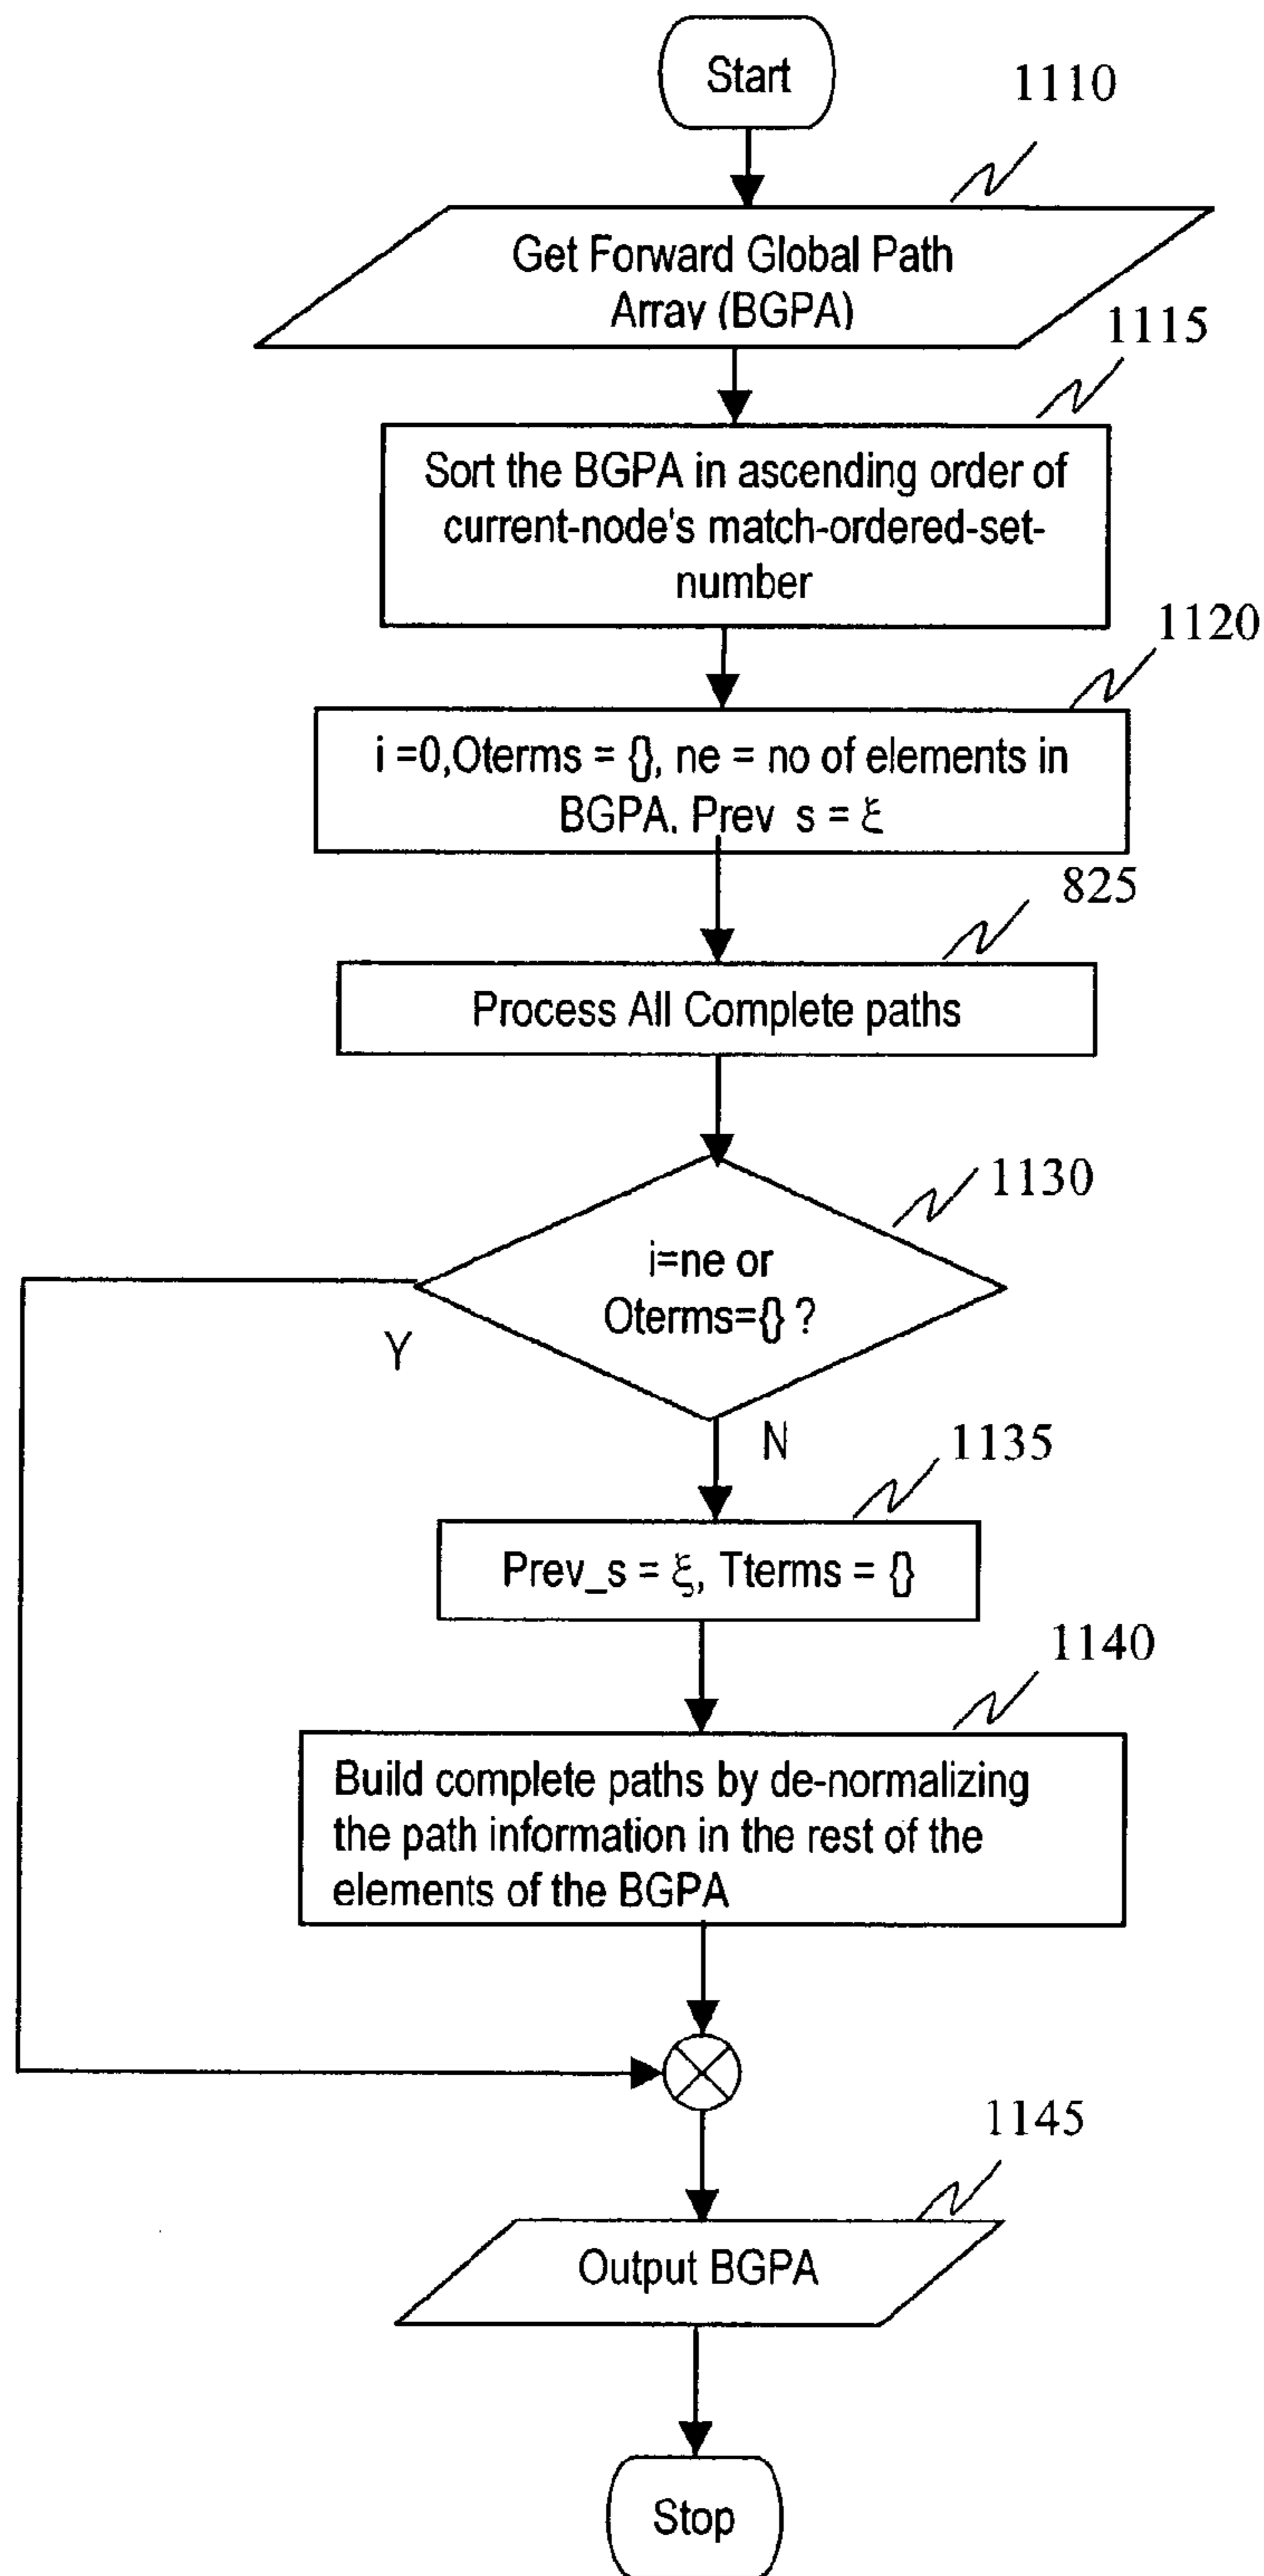 Start
1110
Get Forward Global Path
Array (BGPA)
1115
Sort the BGPA in ascending order of
current-node's match-ordered-set-
number
1120
i =0,Oterms = {}, ne = no of elements in
BGPA. Prev_s = ξ
825
Process All Complete paths
1130
i=ne or
Oterms={} ?
Y
N
1135
Prev_s = ξ, Tterms = {}
1140
Build complete paths by de-normalizing
the path information in the rest of the
elements of the BGPA
1145
Output BGPA
Stop